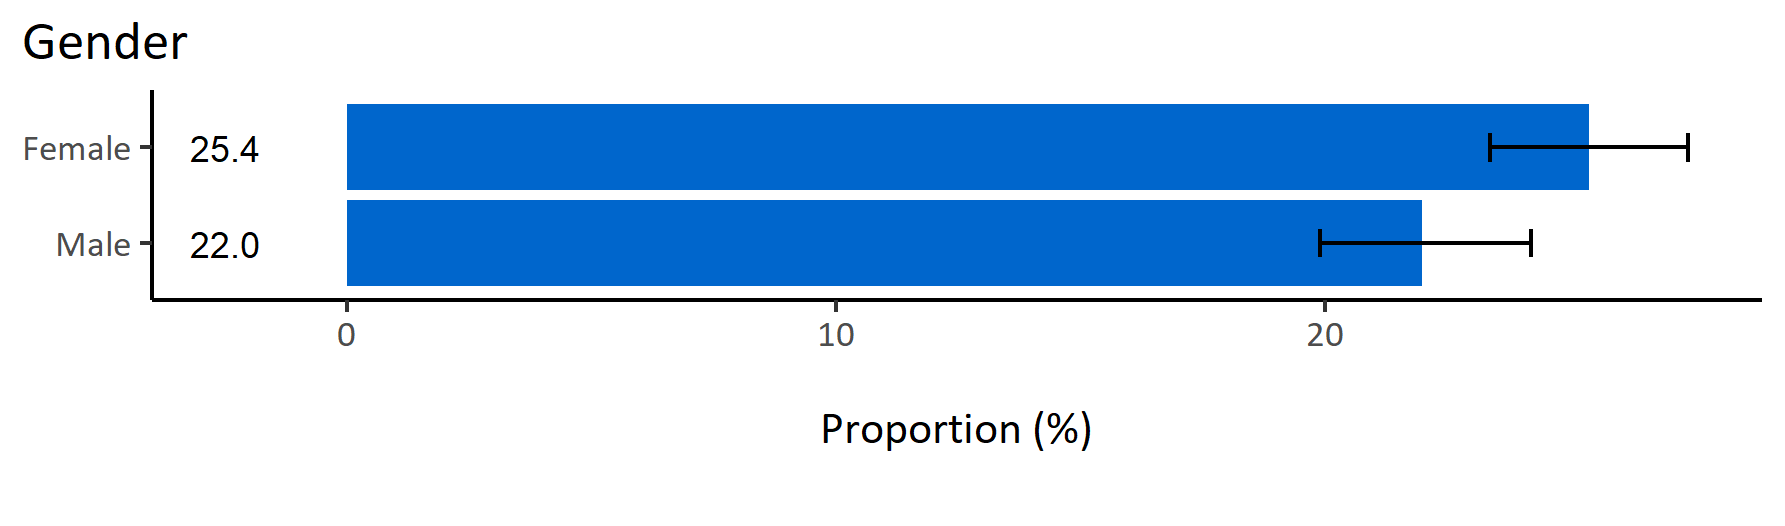 Gender
Female 25.4
Male 22.0
0 10 20
Proportion (%)